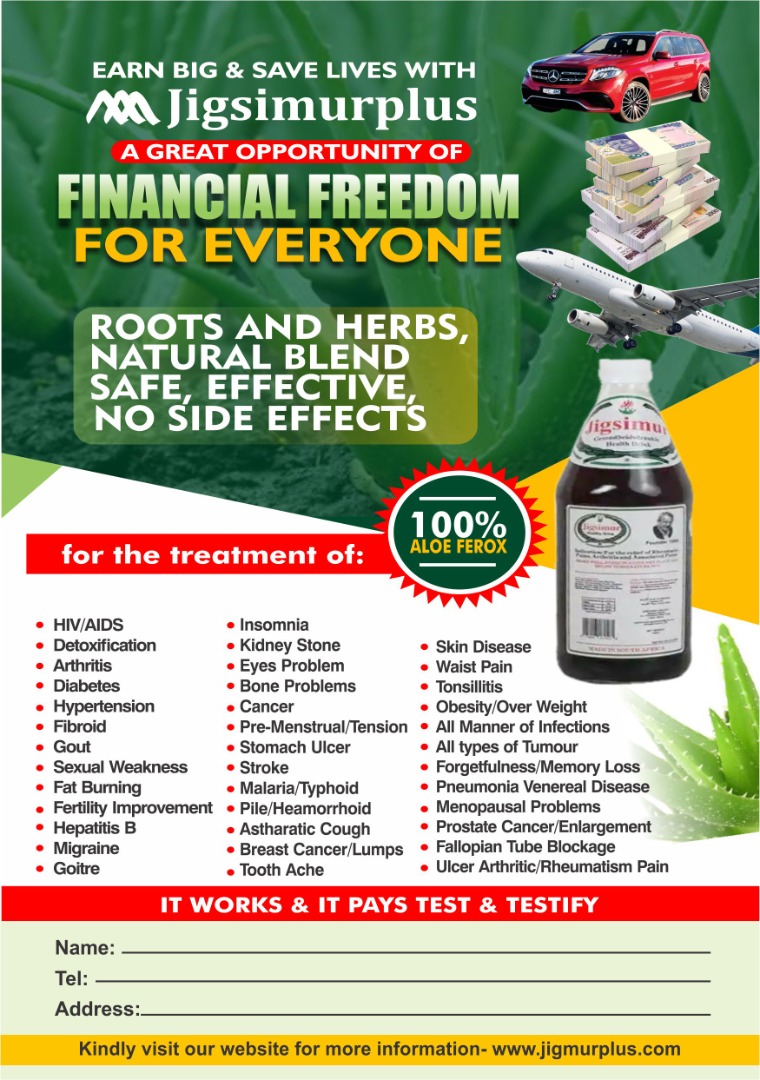 EARN BIG & SAVE LIVES WITH
Jigsimurplus
A GREAT OPPORTUNITY OF
FINANCIAL FREEDOM
FOR EVERYONE
ROOTS AND HERBS,
NATURAL BLEND
SAFE, EFFECTIVE,
NO SIDE EFFECTS
Jigsimur
Health Drink
Jigsimur
Founder
MADE IN SOUTH AFRICA
100%
ALOE FEROX
for the treatment of:
HIV/AIDS
Detoxification
Arthritis
Diabetes
Hypertension
Fibroid
Gout
Sexual Weakness
Fat Burning
Fertility Improvement
Hepatitis B
Migraine
Goitre
Insomnia
Kidney Stone
Eyes Problem
Bone Problems
Cancer
Pre-Menstrual/Tension
Stomach Ulcer
Stroke
Malaria/Typhoid
Pile/Heamorrhoid
Astharatic Cough
Breast Cancer/Lumps
Tooth Ache
Skin Disease
Waist Pain
Tonsillitis
Obesity/Over Weight
All Manner of Infections
All types of Tumour
Forgetfulness/Memory Loss
Pneumonia Venereal Disease
Menopausal Problems
Prostate Cancer/Enlargement
Fallopian Tube Blockage
Ulcer Arthritic/Rheumatism Pain
IT WORKS & IT PAYS TEST & TESTIFY
Name:
Tel:
Address:
Kindly visit our website for more information- www.jigmurplus.com